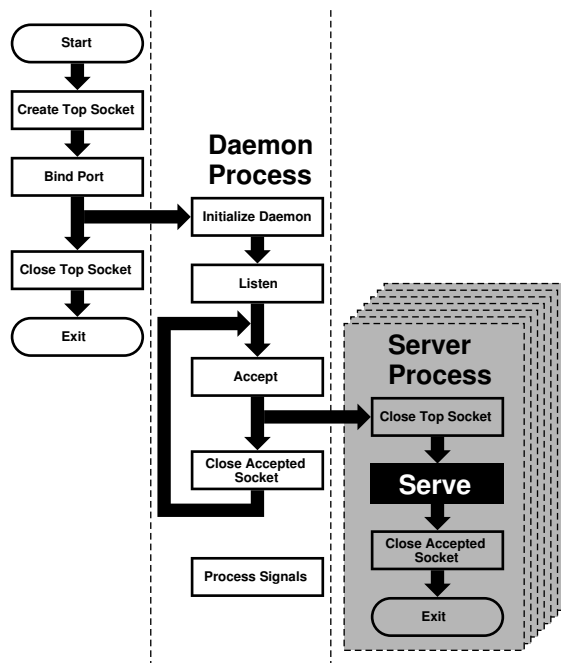 Start
Create Top Socket
Bind Port
Close Top Socket
Exit
Daemon
Process
Initialize Daemon
Listen
Accept
Close Accepted
Socket
Process Signals
Server
Process
Close Top Socket
Serve
Close Accepted
Socket
Exit